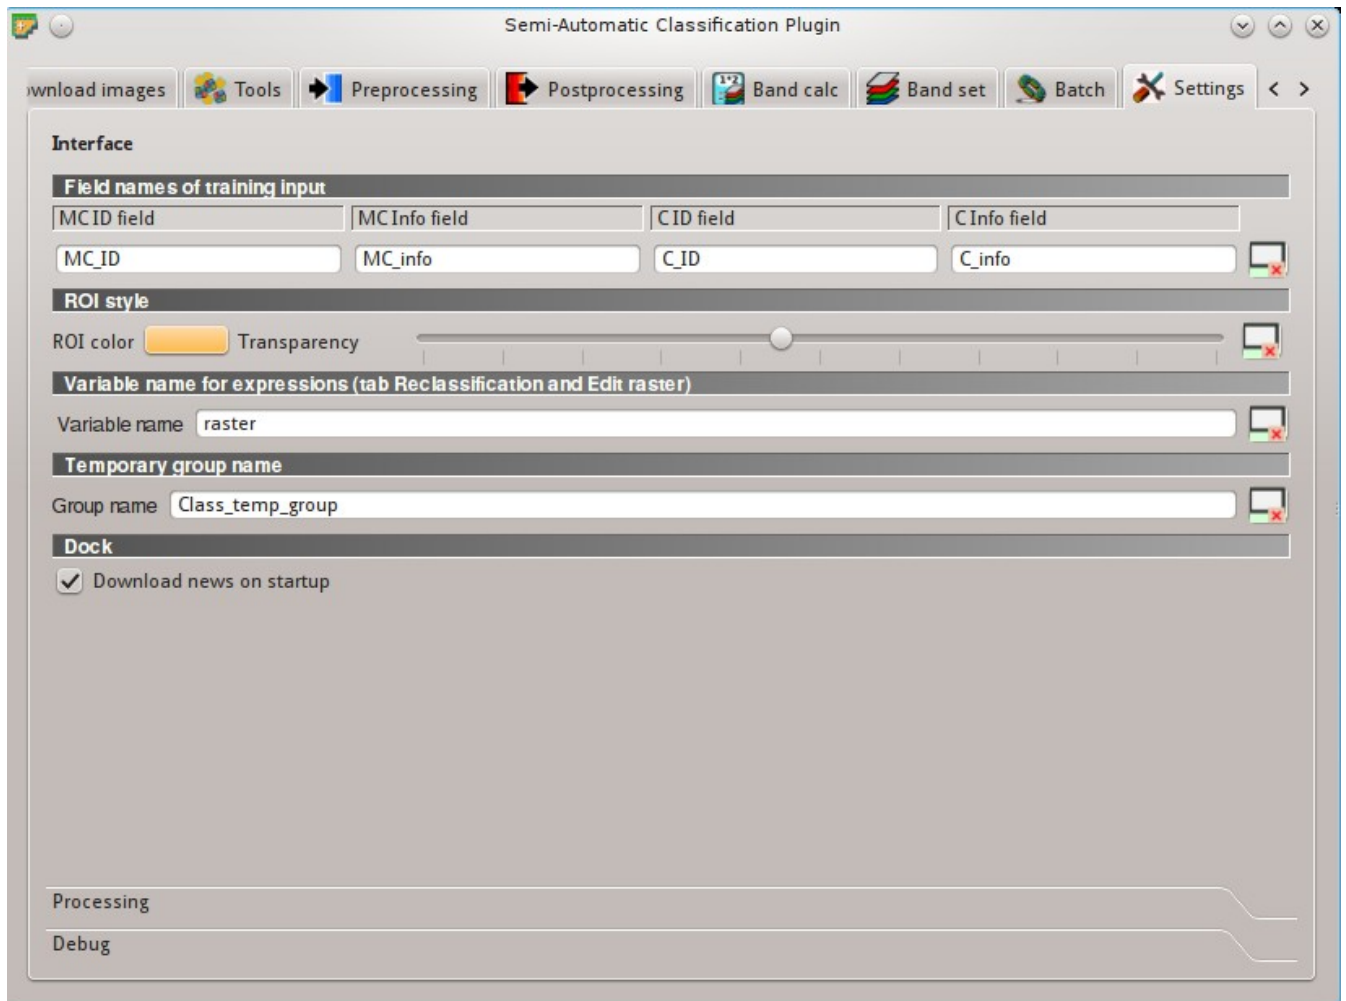 Semi-Automatic Classification Plugin
wnload images Tools Preprocessing Postprocessing Band calc Band set Batch Settings < >
Interface
Field names of training input
MC ID field MC Info field C ID field C Info field
MC_ID MC_info C_ID C_info
ROI style
ROI color Transparency
Variable name for expressions (tab Reclassification and Edit raster)
Variable name raster
Temporary group name
Group name Class_temp_group
Dock
Download news on startup
Processing
Debug